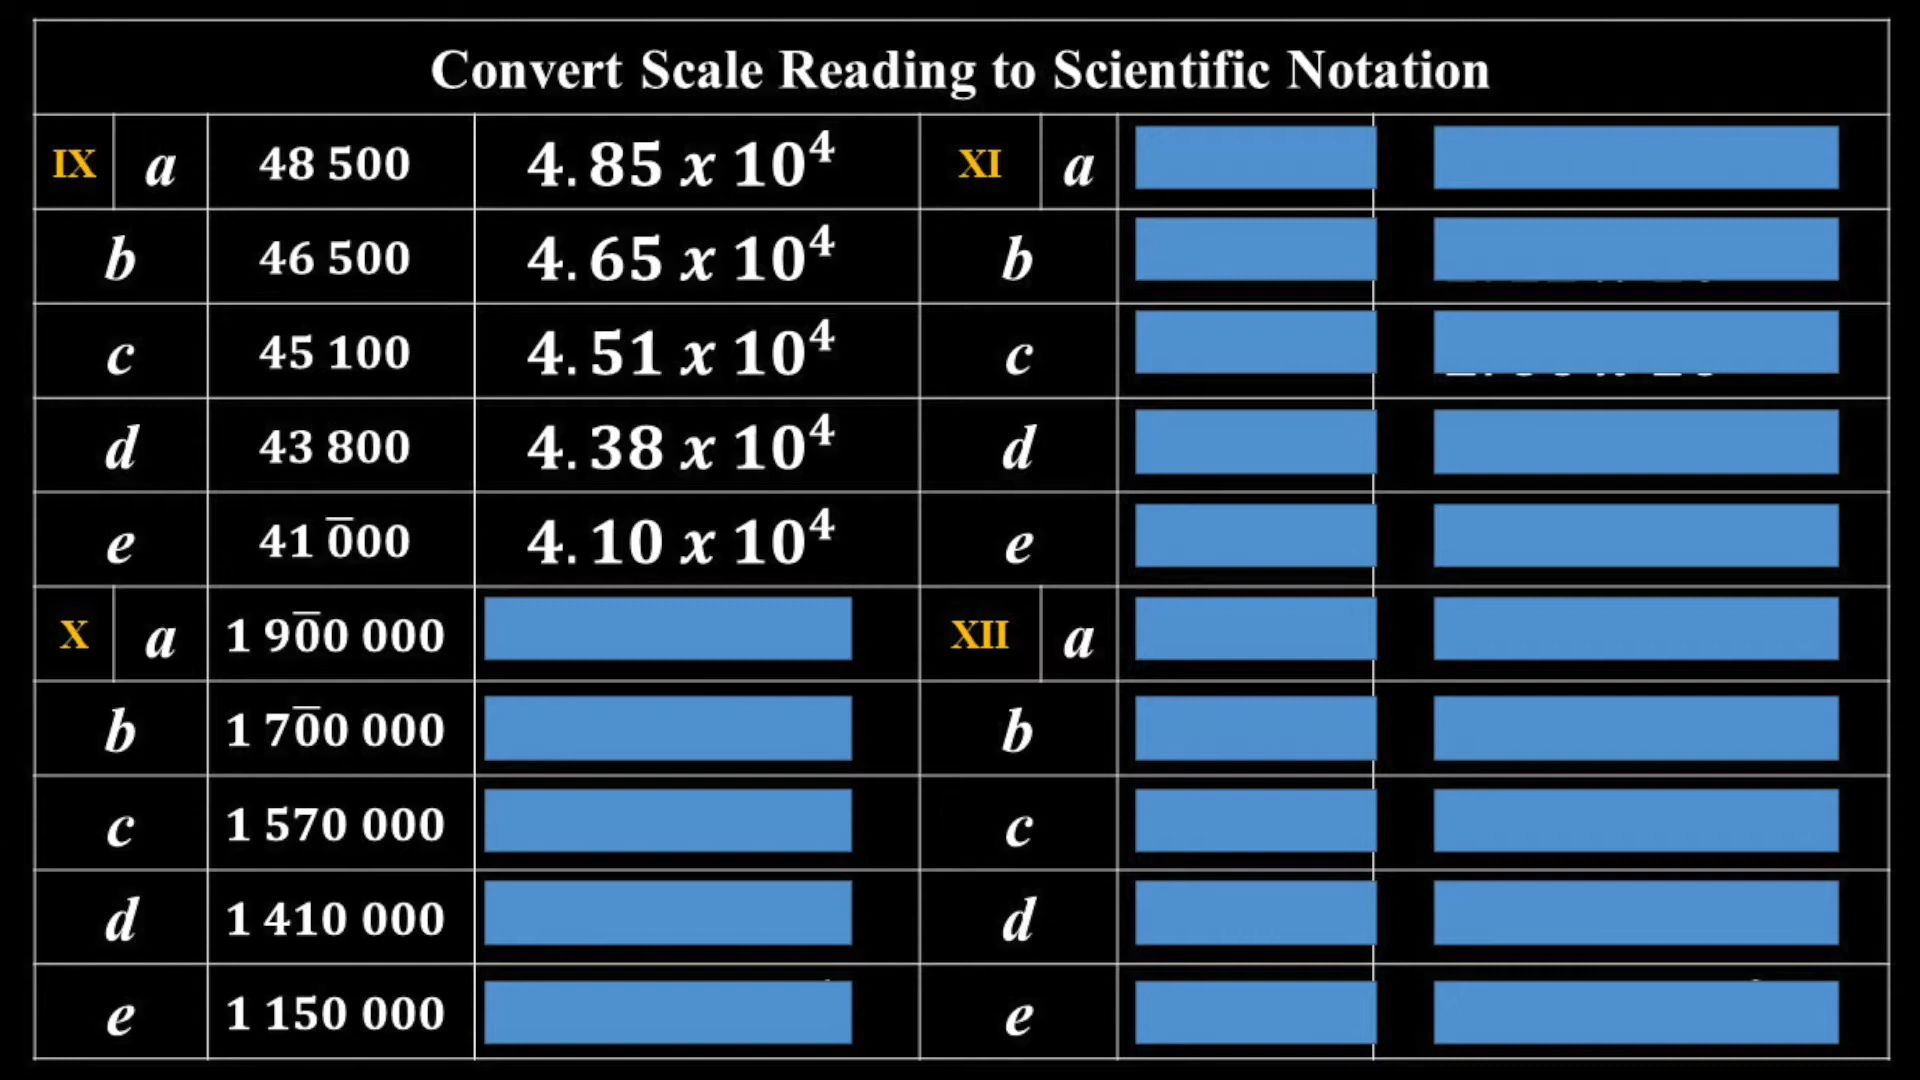 Convert Scale Reading to Scientific Notation
IX a 48 500 4.85 x 10⁴ XI a
b 46 500 4.65 x 10⁴ b
c 45 100 4.51 x 10⁴ c
d 43 800 4.38 x 10⁴ d
e 41 0̅00 4.10 x 10⁴ e
X a 1 90̅0 000 XII a
b 1 70̅0 000 b
c 1 570 000 c
d 1 410 000 d
e 1 150 000 e